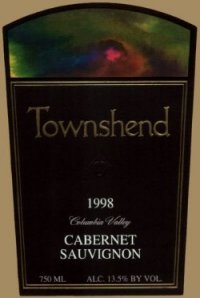 Townshend
1998
Columbia Valley
CABERNET
SAUVIGNON
750 ML ALC. 13.5% BY VOL.